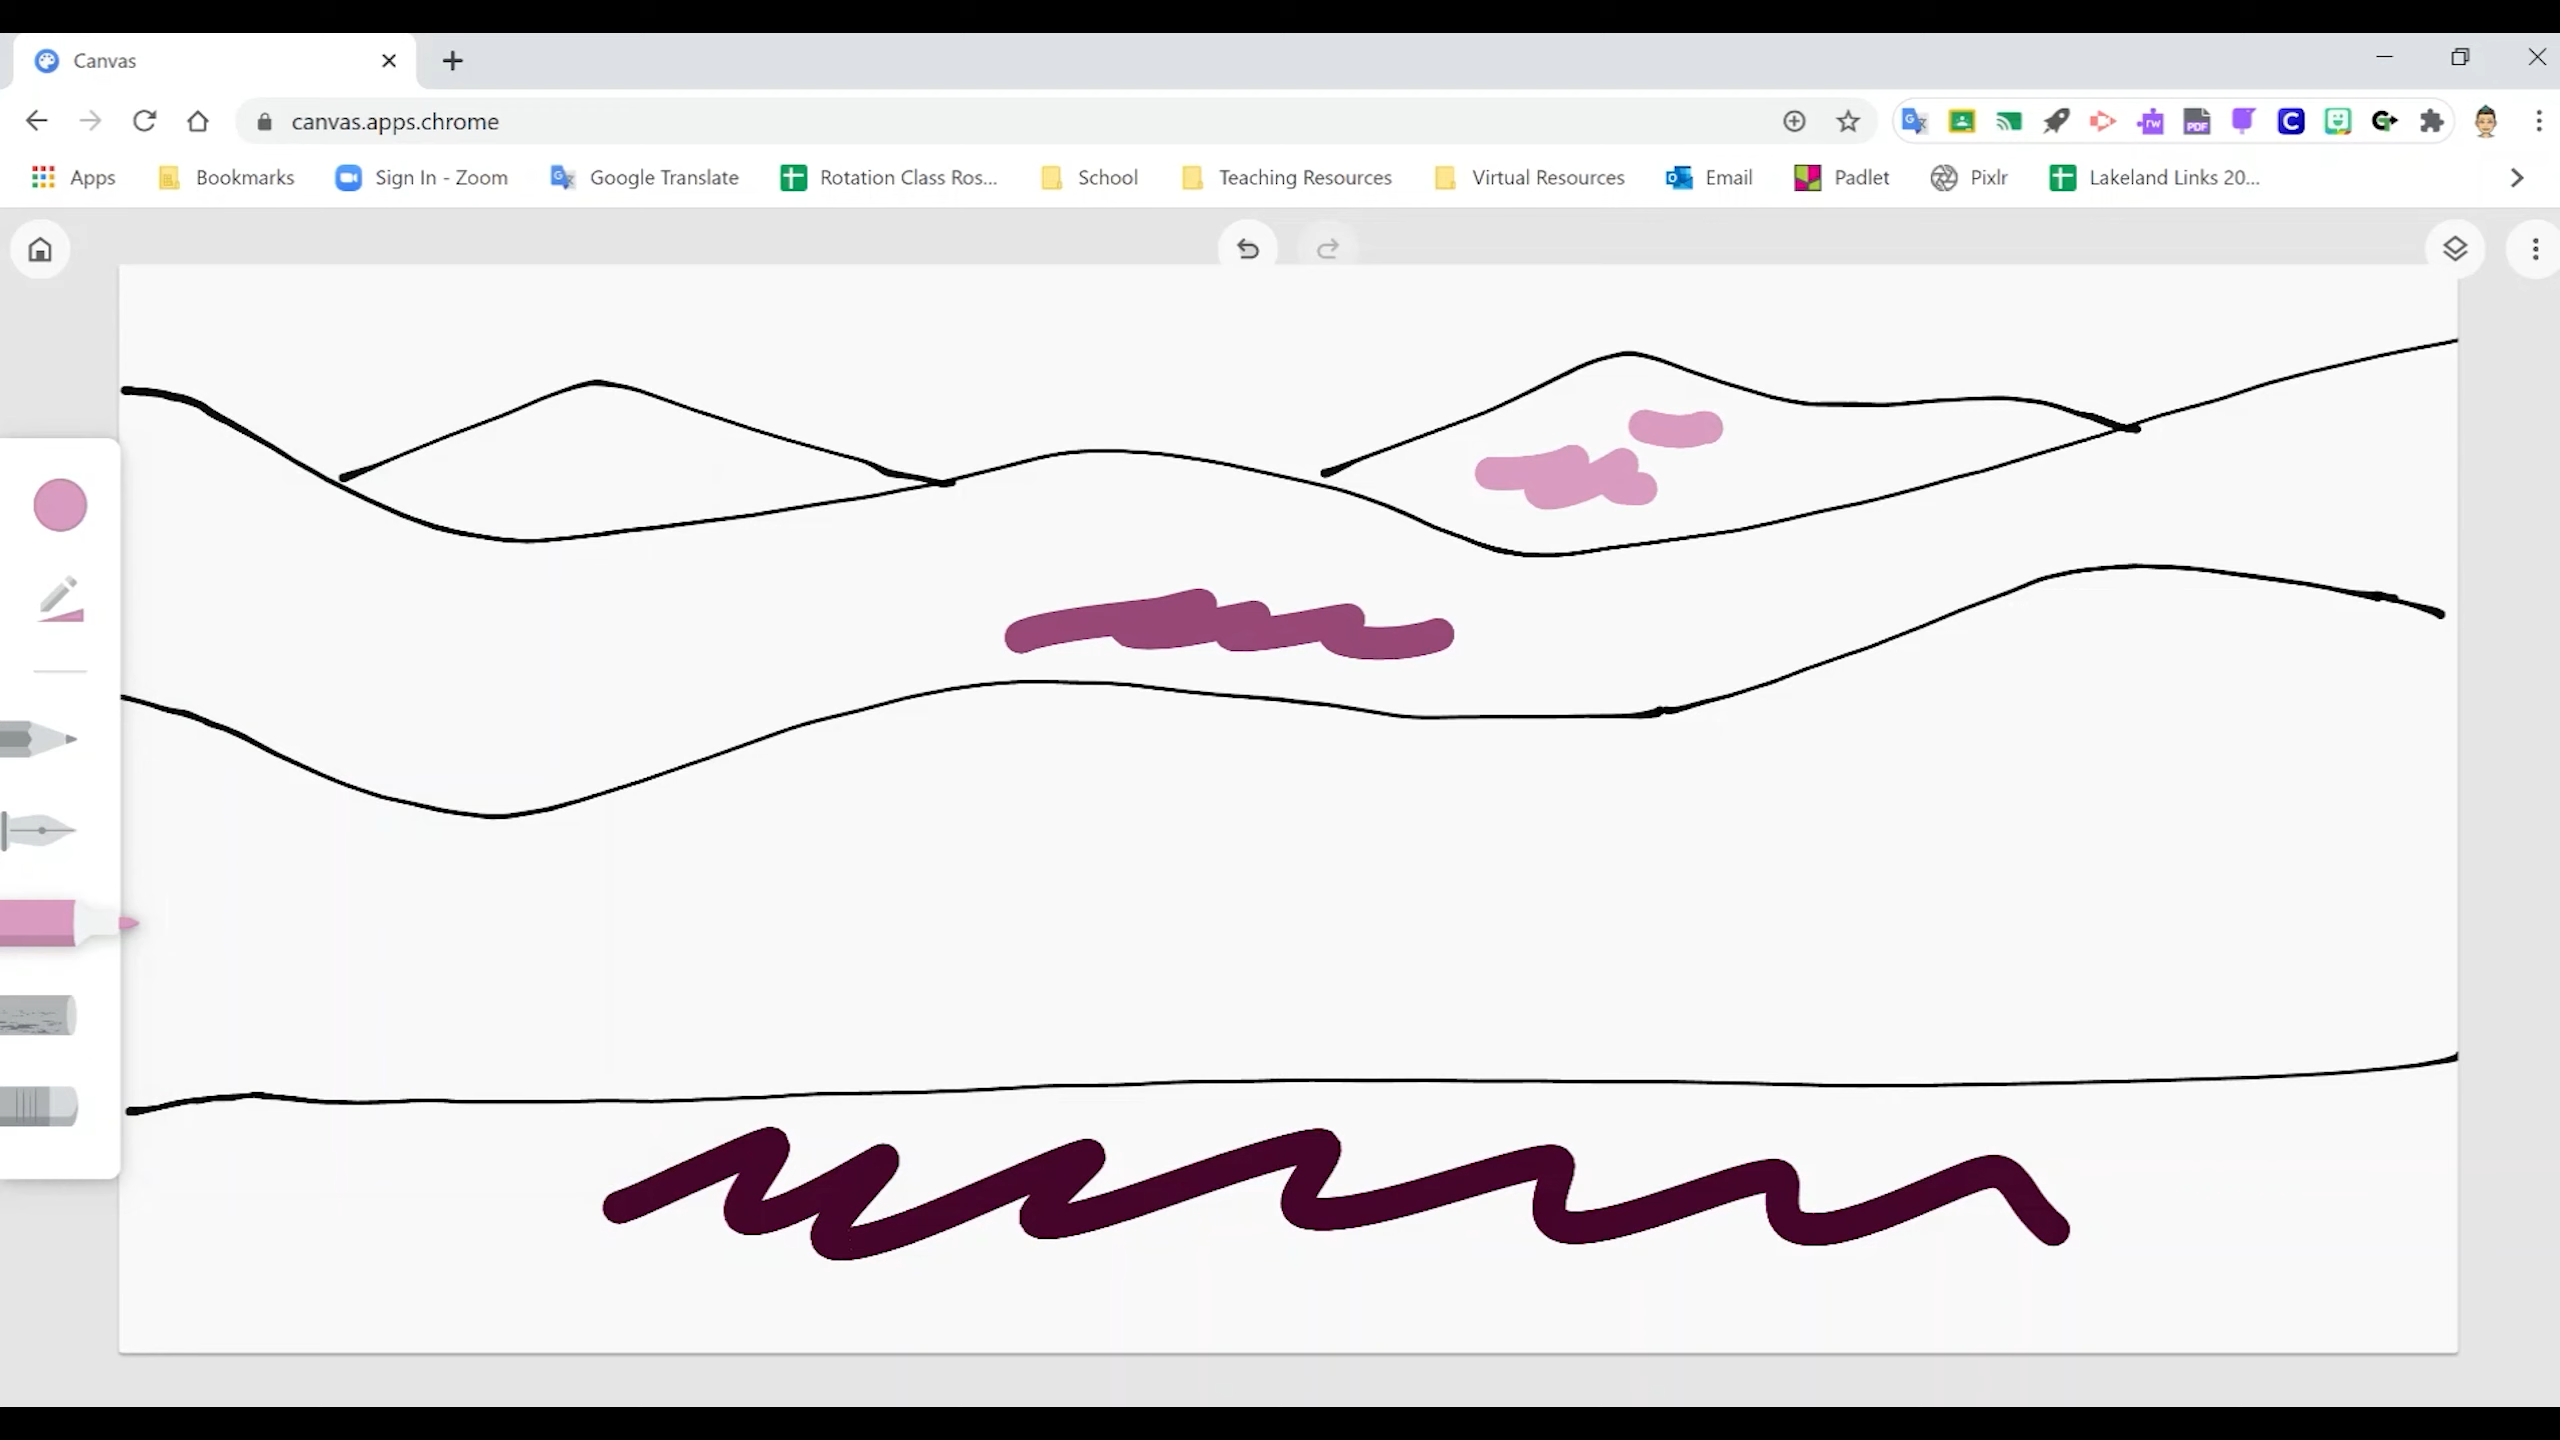 Canvas
canvas.apps.chrome
Apps Bookmarks Sign In - Zoom Google Translate Rotation Class Ros... School Teaching Resources Virtual Resources Email Padlet Pixlr Lakeland Links 20...